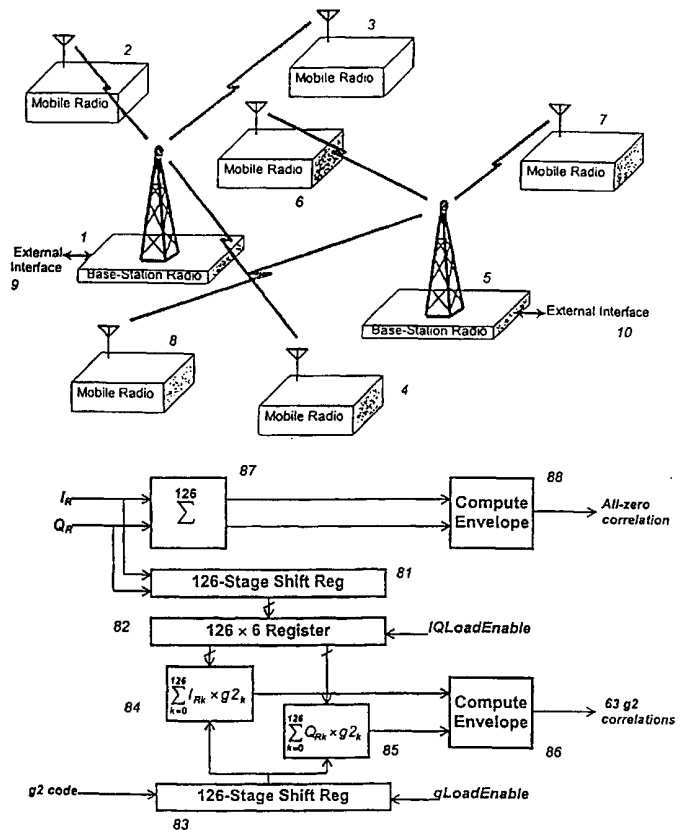 2
3
Mobile Radio
Mobile Radio
7
Mobile Radio
6
Mobile Radio
1
External
Interface
9
Base-Station Radio
5
External Interface
10
Base-Station Radio
8
Mobile Radio
4
Mobile Radio
87
88
I_R
Q_R
126
∑
Compute
Envelope
All-zero
correlation
81
126-Stage Shift Reg
82
126 × 6 Register
IQLoadEnable
84
126
∑ I_Rk × g2_k
k=0
126
∑ Q_Rk × g2_k
k=0
85
Compute
Envelope
86
63 g2
correlations
g2 code
126-Stage Shift Reg
gLoadEnable
83